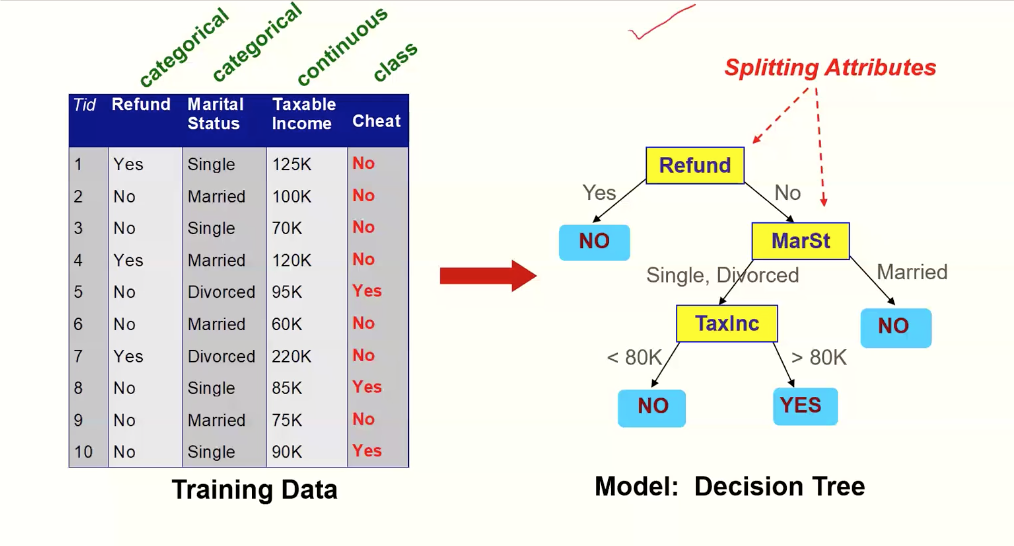 categorical
categorical
continuous
class
Tid Refund Marital Status Taxable Income Cheat
1 Yes Single 125K No
2 No Married 100K No
3 No Single 70K No
4 Yes Married 120K No
5 No Divorced 95K Yes
6 No Married 60K No
7 Yes Divorced 220K No
8 No Single 85K Yes
9 No Married 75K No
10 No Single 90K Yes
Training Data
Splitting Attributes
Refund
Yes No
NO MarSt
Single, Divorced Married
TaxInc NO
< 80K > 80K
NO YES
Model: Decision Tree